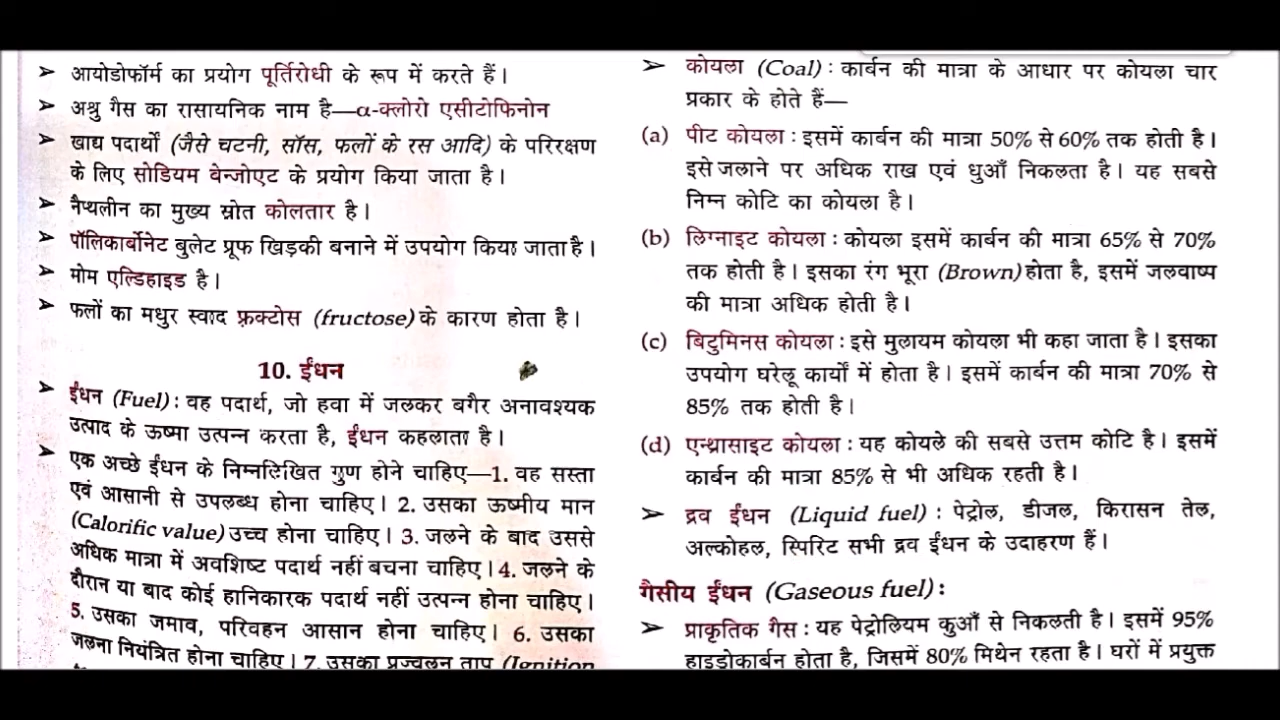 ➤ आयोडोफॉर्म का प्रयोग पूर्तिरोधी के रूप में करते हैं।
➤ अश्रु गैस का रासायनिक नाम है—α-क्लोरो एसीटोफिनोन
➤ खाद्य पदार्थों (जैसे चटनी, सॉस, फलों के रस आदि) के परिरक्षण
के लिए सोडियम बेन्जोएट के प्रयोग किया जाता है।
➤ नैप्थलीन का मुख्य स्रोत कोलतार है।
➤ पॉलिकार्बोनेट बुलेट प्रूफ खिड़की बनाने में उपयोग किया जाता है।
➤ मोम एल्डिहाइड है।
➤ फलों का मधुर स्वाद फ्रक्टोस (fructose) के कारण होता है।
10. ईंधन
➤ ईंधन (Fuel) : वह पदार्थ, जो हवा में जलकर बगैर अनावश्यक
उत्पाद के ऊष्मा उत्पन्न करता है, ईंधन कहलाता है।
➤ एक अच्छे ईंधन के निम्नलिखित गुण होने चाहिए—1. वह सस्ता
एवं आसानी से उपलब्ध होना चाहिए। 2. उसका ऊष्मीय मान
(Calorific value) उच्च होना चाहिए। 3. जलने के बाद उससे
अधिक मात्रा में अवशिष्ट पदार्थ नहीं बचना चाहिए। 4. जलने के
दौरान या बाद कोई हानिकारक पदार्थ नहीं उत्पन्न होना चाहिए।
5. उसका जमाव, परिवहन आसान होना चाहिए। 6. उसका
जलना नियंत्रित होना चाहिए। 7. उसका प्रज्वलन ताप (Ignition
➤ कोयला (Coal) : कार्बन की मात्रा के आधार पर कोयला चार
प्रकार के होते हैं—
(a) पीट कोयला : इसमें कार्बन की मात्रा 50% से 60% तक होती है।
इसे जलाने पर अधिक राख एवं धुआँ निकलता है। यह सबसे
निम्न कोटि का कोयला है।
(b) लिग्नाइट कोयला : कोयला इसमें कार्बन की मात्रा 65% से 70%
तक होती है। इसका रंग भूरा (Brown) होता है, इसमें जलवाष्प
की मात्रा अधिक होती है।
(c) बिटुमिनस कोयला : इसे मुलायम कोयला भी कहा जाता है। इसका
उपयोग घरेलू कार्यों में होता है। इसमें कार्बन की मात्रा 70% से
85% तक होती है।
(d) एन्थ्रासाइट कोयला : यह कोयले की सबसे उत्तम कोटि है। इसमें
कार्बन की मात्रा 85% से भी अधिक रहती है।
➤ द्रव ईंधन (Liquid fuel) : पेट्रोल, डीजल, किरासन तेल,
अल्कोहल, स्पिरिट सभी द्रव ईंधन के उदाहरण हैं।
गैसीय ईंधन (Gaseous fuel) :
➤ प्राकृतिक गैस : यह पेट्रोलियम कुआँ से निकलती है। इसमें 95%
हाइड्रोकार्बन होता है, जिसमें 80% मिथेन रहता है। घरों में प्रयुक्त